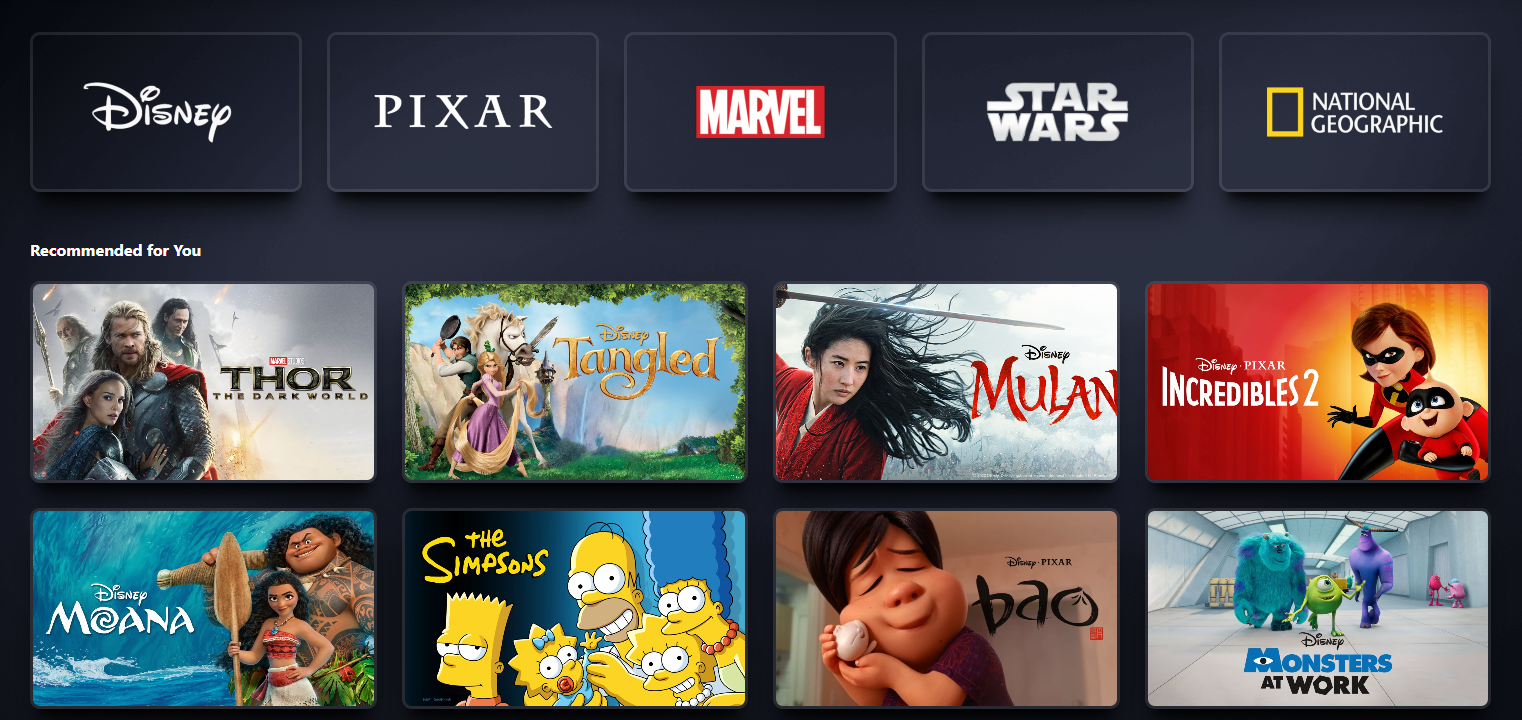 Disney
PIXAR
MARVEL
STAR
WARS
NATIONAL
GEOGRAPHIC
Recommended for You
MARVEL STUDIOS
THOR
THE DARK WORLD
Disney
Tangled
Disney
MULAN
Disney · PIXAR
INCREDIBLES 2
Disney
MOANA
THE
SIMPSONS
Disney · PIXAR
bao
Disney
MONSTERS
AT WORK